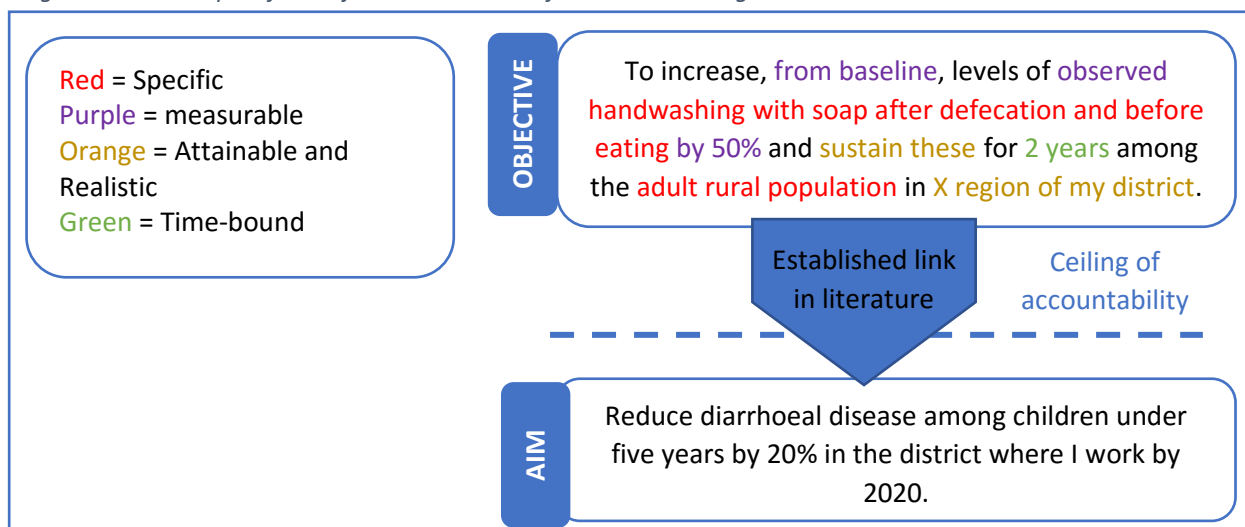 Red = Specific
Purple = measurable
Orange = Attainable and
Realistic
Green = Time-bound
OBJECTIVE
To increase, from baseline, levels of observed
handwashing with soap after defecation and before
eating by 50% and sustain these for 2 years among
the adult rural population in X region of my district.
Established link
in literature
Ceiling of
accountability
AIM
Reduce diarrhoeal disease among children under
five years by 20% in the district where I work by
2020.